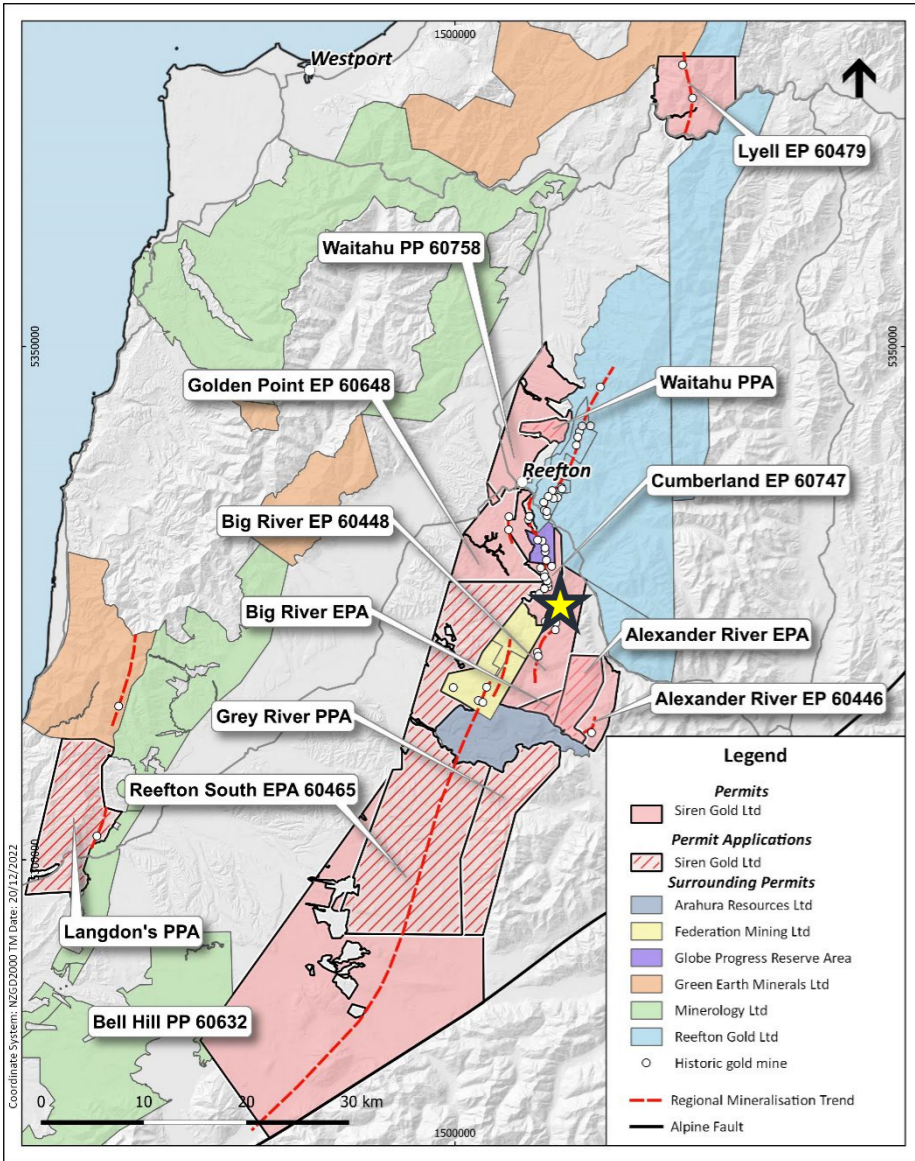 1500000
Westport
Lyell EP 60479
Waitahu PP 60758
5350000
5350000
Golden Point EP 60648
Waitahu PPA
Reefton
Cumberland EP 60747
Big River EP 60448
Big River EPA
Alexander River EPA
Grey River PPA
Alexander River EP 60446
Reefton South EPA 60465
Langdon's PPA
Bell Hill PP 60632
Coordinate System: NZGD2000 TM Date: 20/12/2022
0 10 20 30 km
1500000
Legend
Permits
Siren Gold Ltd
Permit Applications
Siren Gold Ltd
Surrounding Permits
Arahura Resources Ltd
Federation Mining Ltd
Globe Progress Reserve Area
Green Earth Minerals Ltd
Minerology Ltd
Reefton Gold Ltd
Historic gold mine
Regional Mineralisation Trend
Alpine Fault